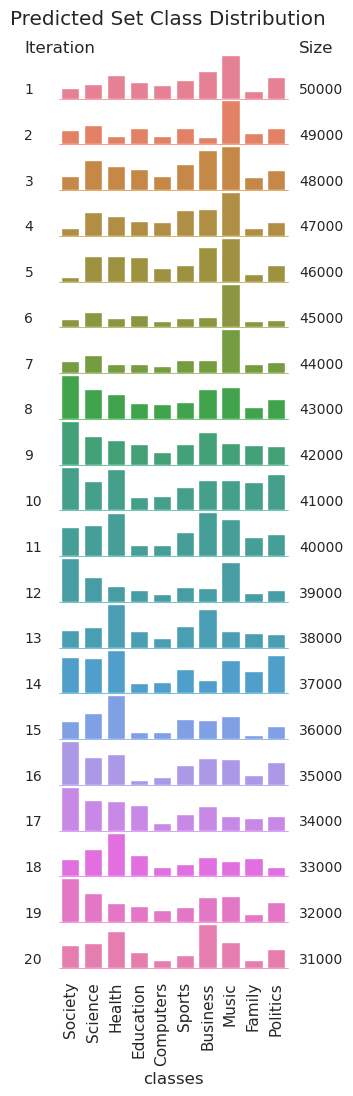 Predicted Set Class Distribution
Iteration Size
1 50000
2 49000
3 48000
4 47000
5 46000
6 45000
7 44000
8 43000
9 42000
10 41000
11 40000
12 39000
13 38000
14 37000
15 36000
16 35000
17 34000
18 33000
19 32000
20 31000
Society
Science
Health
Education
Computers
Sports
Business
Music
Family
Politics
classes